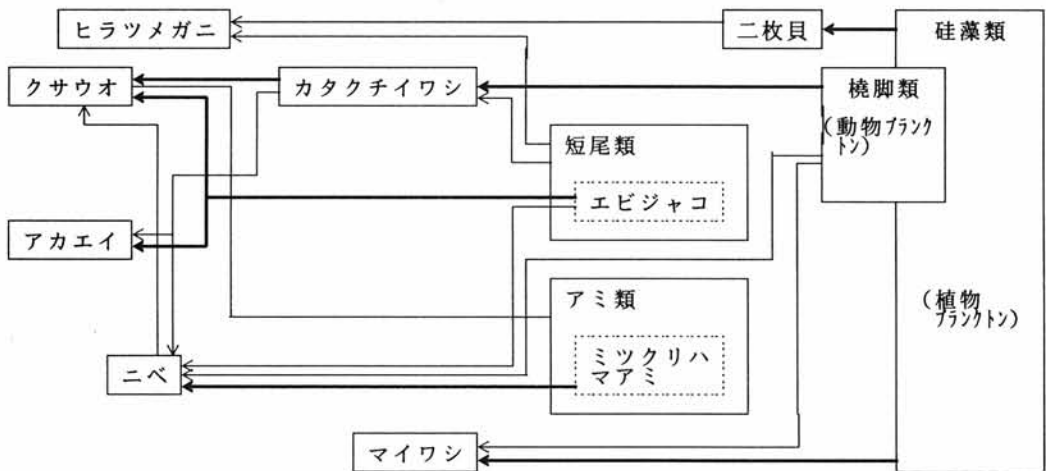 ヒラツメガニ
二枚貝
硅藻類
クサウオ
カタクチイワシ
橈脚類
(動物プランク
トン)
短尾類
エビジャコ
アカエイ
アミ類
(植物
プランクトン)
ミツクリハ
マアミ
ニベ
マイワシ